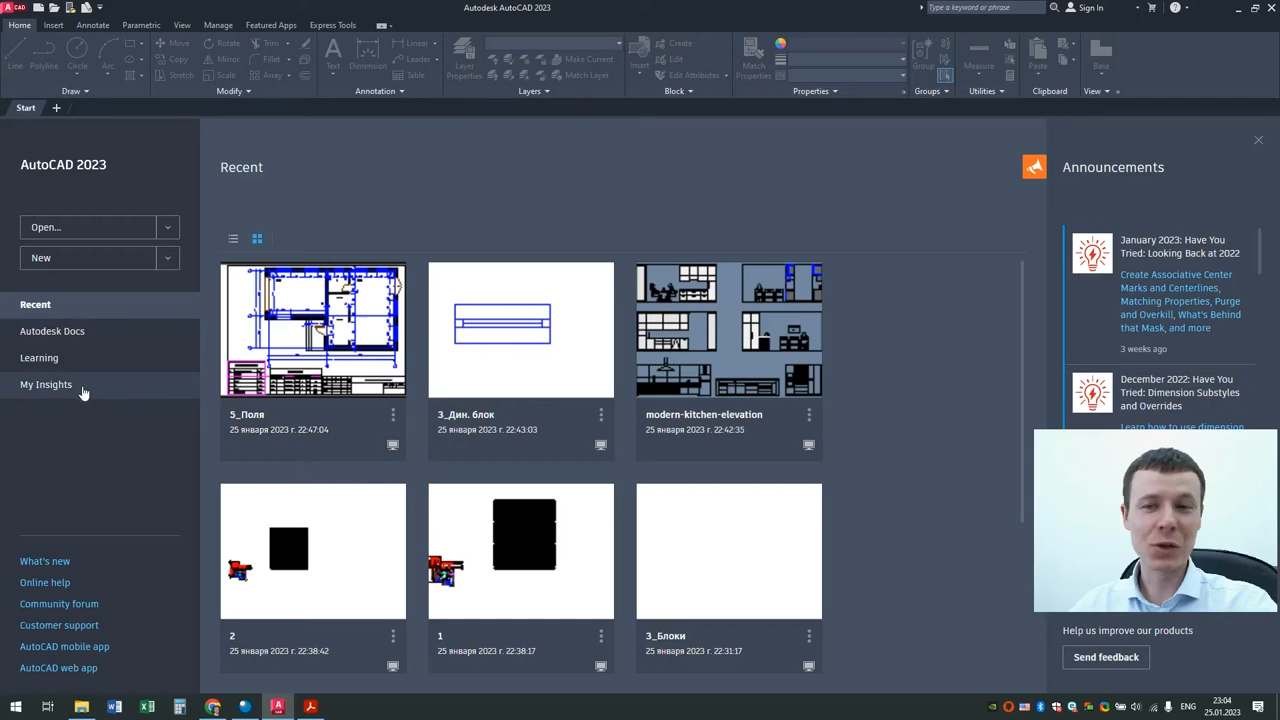 Autodesk AutoCAD 2023
Type a keyword or phrase
Sign In
Home
Insert
Annotate
Parametric
View
Manage
Featured Apps
Express Tools
Line
Polyline
Circle
Arc
Move
Rotate
Trim
Copy
Mirror
Fillet
Stretch
Scale
Array
Text
Dimension
Linear
Leader
Table
Layer
Properties
Make Current
Match Layer
Insert
Create
Edit
Edit Attributes
Match
Properties
Group
Measure
Paste
Base
Draw
Modify
Annotation
Layers
Block
Properties
Groups
Utilities
Clipboard
View
Start
AutoCAD 2023
Open...
New
Recent
Autodesk Docs
Learning
My Insights
What's new
Online help
Community forum
Customer support
AutoCAD mobile app
AutoCAD web app
Recent
5_Поля
25 января 2023 г. 22:47:04
3_Дин. блок
25 января 2023 г. 22:43:03
modern-kitchen-elevation
25 января 2023 г. 22:42:35
2
25 января 2023 г. 22:38:42
1
25 января 2023 г. 22:38:17
3_Блоки
25 января 2023 г. 22:31:17
Announcements
January 2023: Have You
Tried: Looking Back at 2022
Create Associative Center
Marks and Centerlines,
Matching Properties, Purge
and Overkill, What's Behind
that Mask, and more
3 weeks ago
December 2022: Have You
Tried: Dimension Substyles
and Overrides
Learn how to use dimension
Help us improve our products
Send feedback
ENG
23:04
25.01.2023